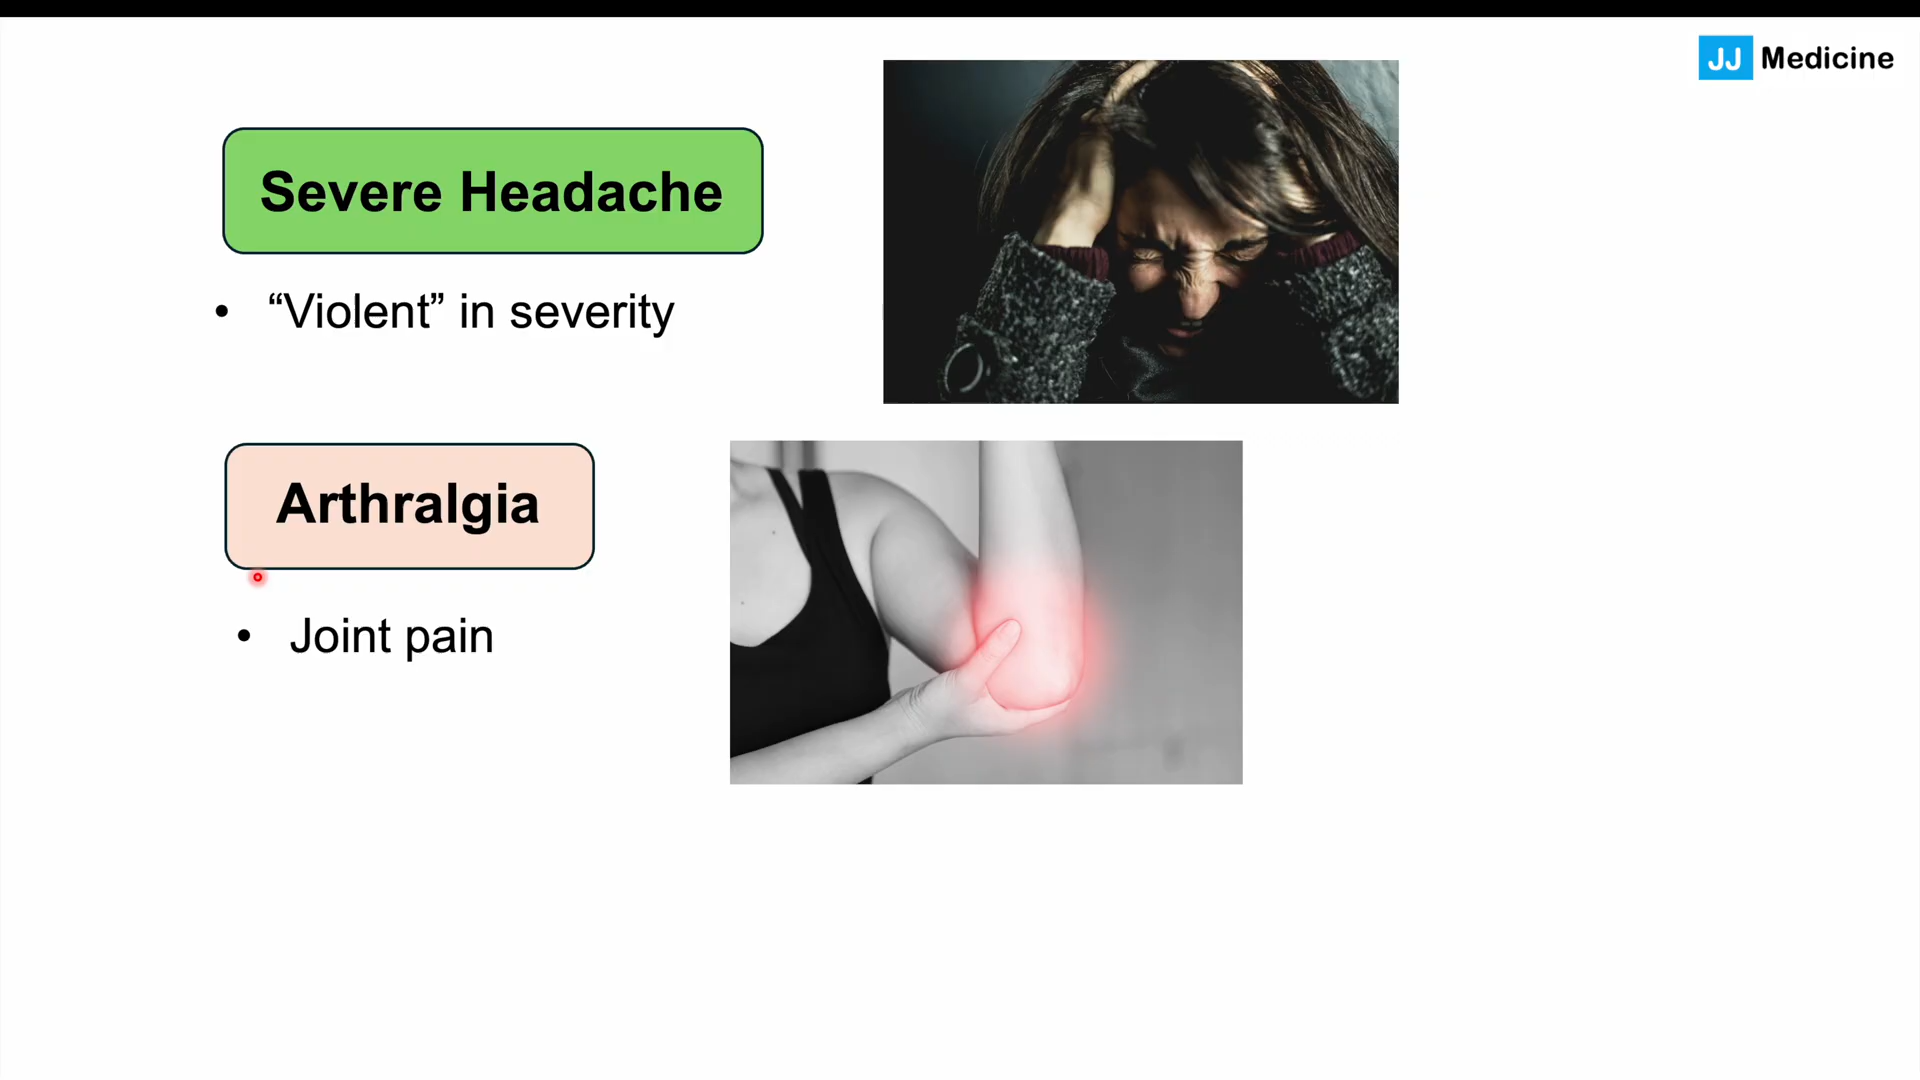 JJ Medicine
Severe Headache
• “Violent” in severity
Arthralgia
• Joint pain